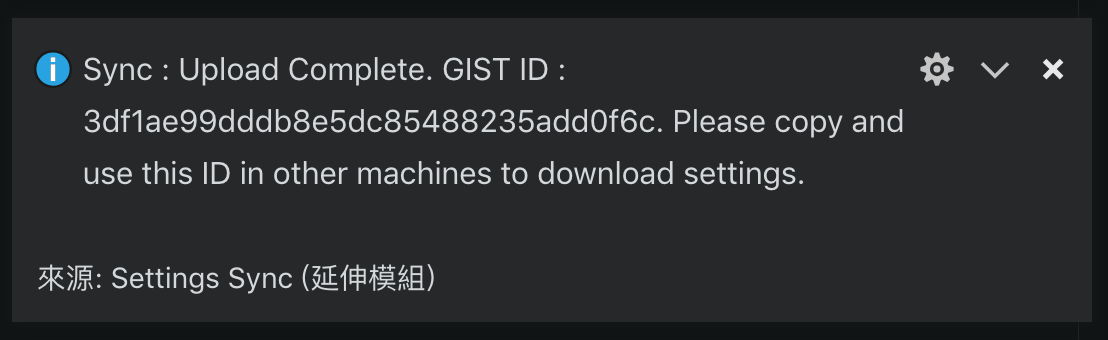 Sync : Upload Complete. GIST ID :
3df1ae99dddb8e5dc85488235add0f6c. Please copy and
use this ID in other machines to download settings.
來源: Settings Sync (延伸模組)